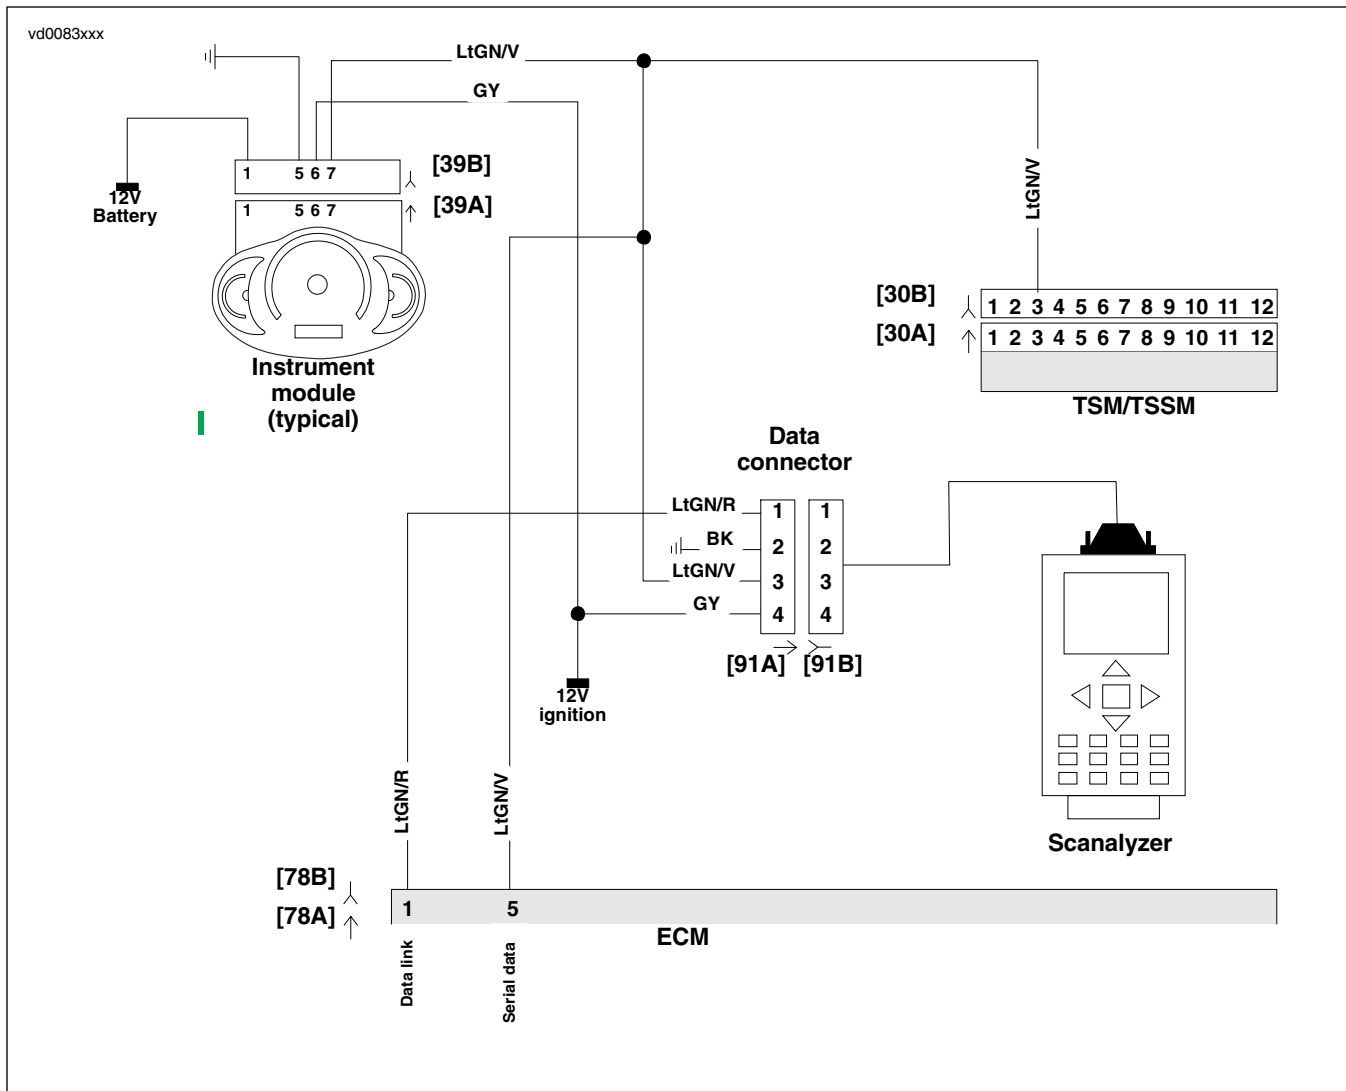 vd0083xxx
LtGN/V
GY
1 5 6 7
[39B]
12V
Battery
1 5 6 7
[39A]
LtGN/V
Instrument
module
(typical)
[30B]
1 2 3 4 5 6 7 8 9 10 11 12
[30A]
1 2 3 4 5 6 7 8 9 10 11 12
TSM/TSSM
Data
connector
LtGN/R
1 1
BK
2 2
LtGN/V
3 3
GY
4 4
[91A] [91B]
12V
ignition
LtGN/R
LtGN/V
Scanalyzer
[78B]
[78A]
1 5
ECM
Data link
Serial data